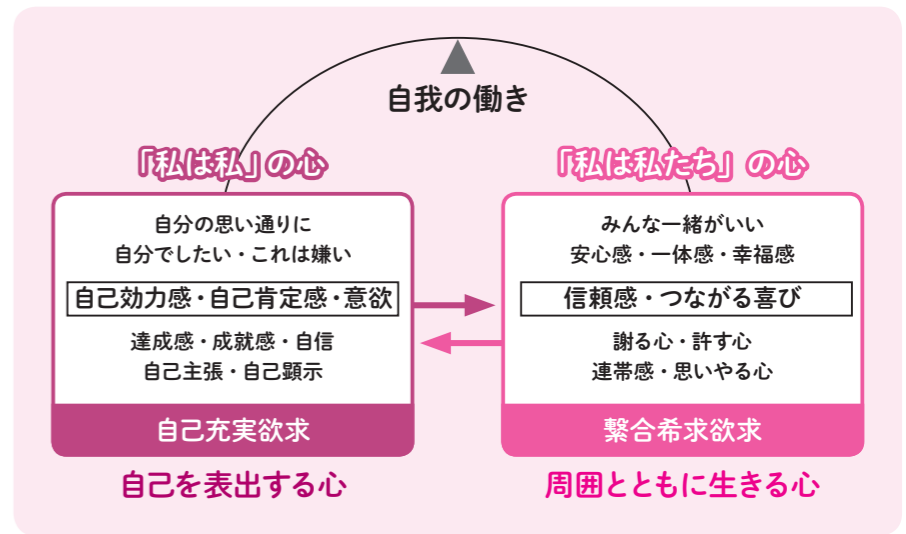 自我の働き
「私は私」の心
自分の思い通りに
自分でしたい・これは嫌い
自己効力感・自己肯定感・意欲
達成感・成就感・自信
自己主張・自己顕示
自己充実欲求
自己を表出する心
「私は私たち」の心
みんな一緒がいい
安心感・一体感・幸福感
信頼感・つながる喜び
謝る心・許す心
連帯感・思いやる心
繋合希求欲求
周囲とともに生きる心